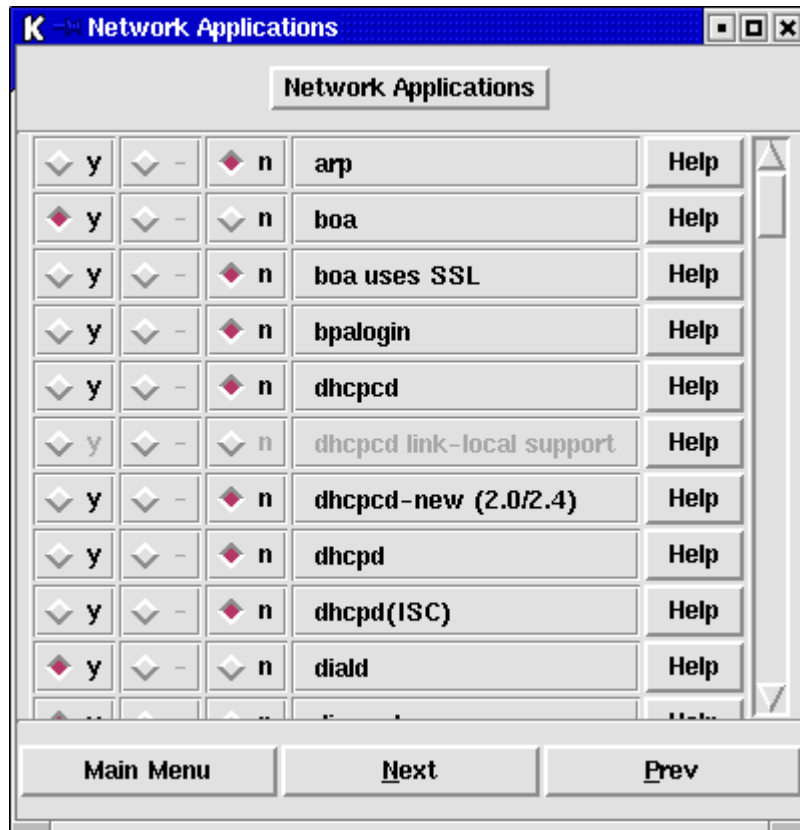 K Network Applications
Network Applications
y - n arp Help
y - n boa Help
y - n boa uses SSL Help
y - n bpalogin Help
y - n dhcpcd Help
y - n dhcpcd link-local support Help
y - n dhcpcd-new (2.0/2.4) Help
y - n dhcpd Help
y - n dhcpd(ISC) Help
y - n diald Help
Main Menu Next Prev